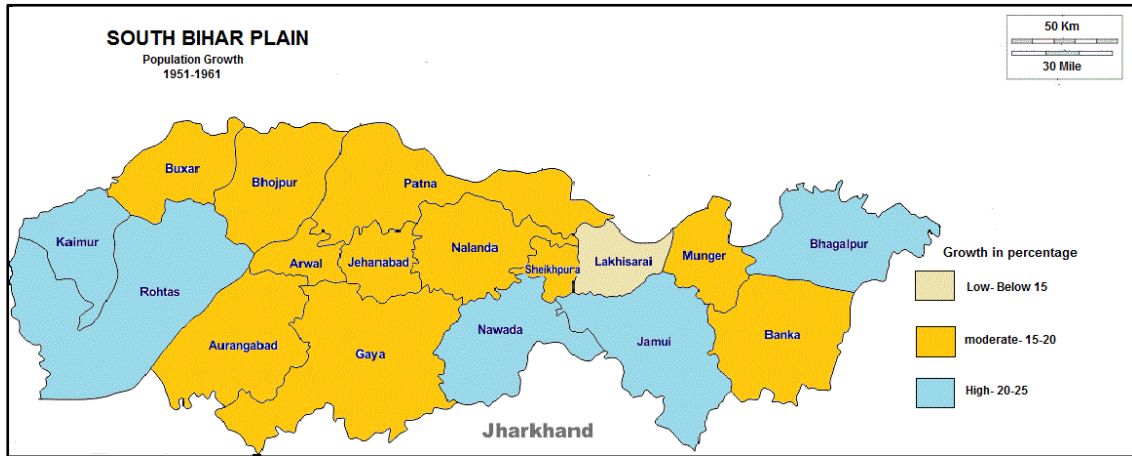 SOUTH BIHAR PLAIN
Population Growth
1951-1961
50 Km
30 Mile
Buxar
Bhojpur
Patna
Kaimur
Rohtas
Arwal
Jehanabad
Nalanda
Sheikhpura
Lakhisarai
Munger
Bhagalpur
Aurangabad
Gaya
Nawada
Jamui
Banka
Growth in percentage
Low- Below 15
moderate- 15-20
High- 20-25
Jharkhand